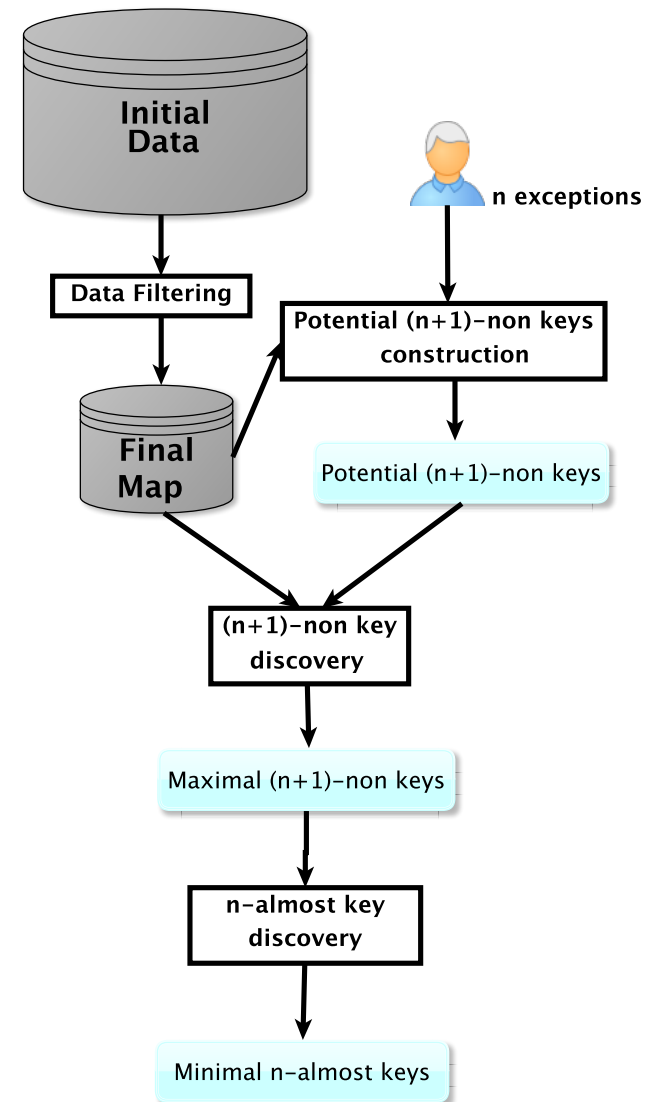 Initial
Data
n exceptions
Data Filtering
Potential (n+1)-non keys
construction
Final
Map
Potential (n+1)-non keys
(n+1)-non key
discovery
Maximal (n+1)-non keys
n-almost key
discovery
Minimal n-almost keys